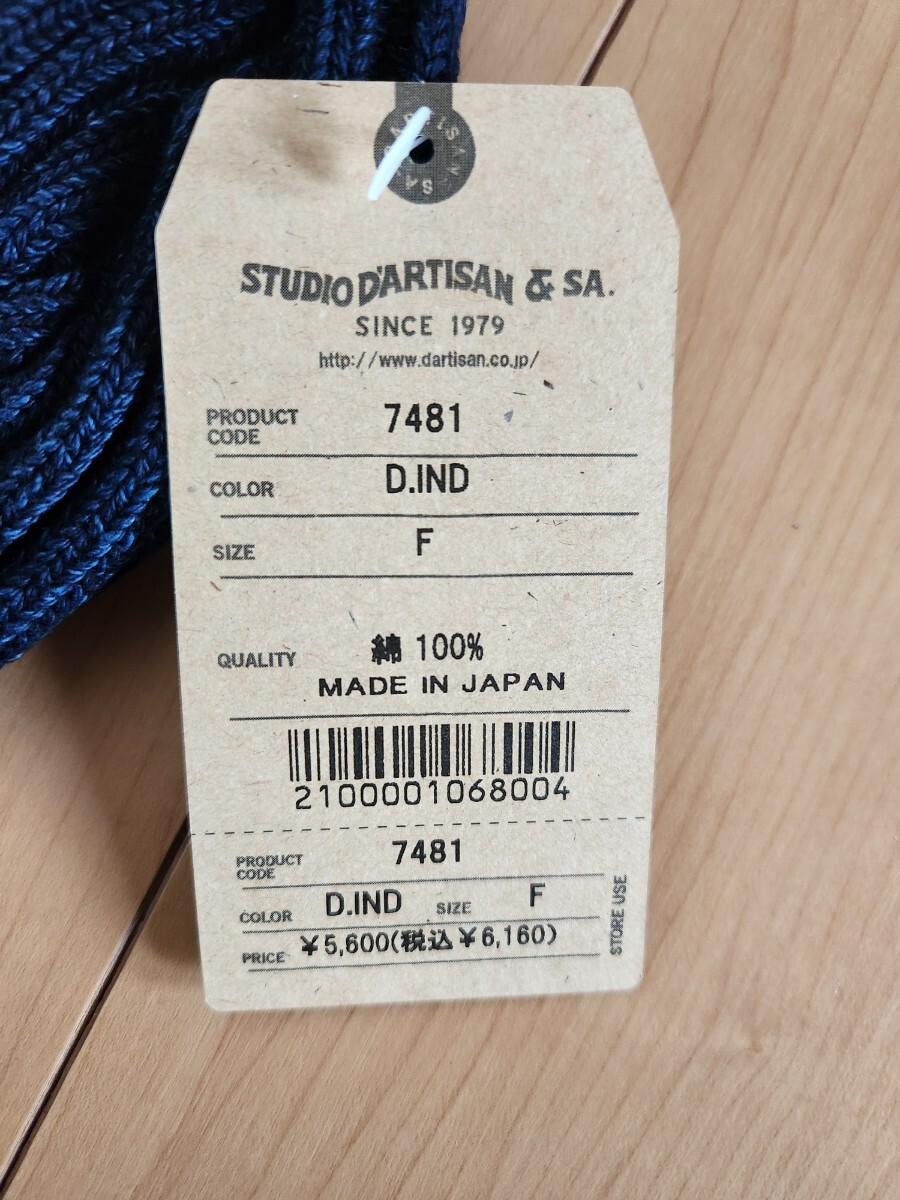 STUDIO D'ARTISAN & SA.
SINCE 1979
http://www.dartisan.co.jp/
PRODUCT CODE 7481
COLOR D.IND
SIZE F
QUALITY 綿 100%
MADE IN JAPAN
2100001068004
PRODUCT CODE 7481
COLOR D.IND SIZE F
PRICE ¥5,600(税込¥6,160)
STORE USE